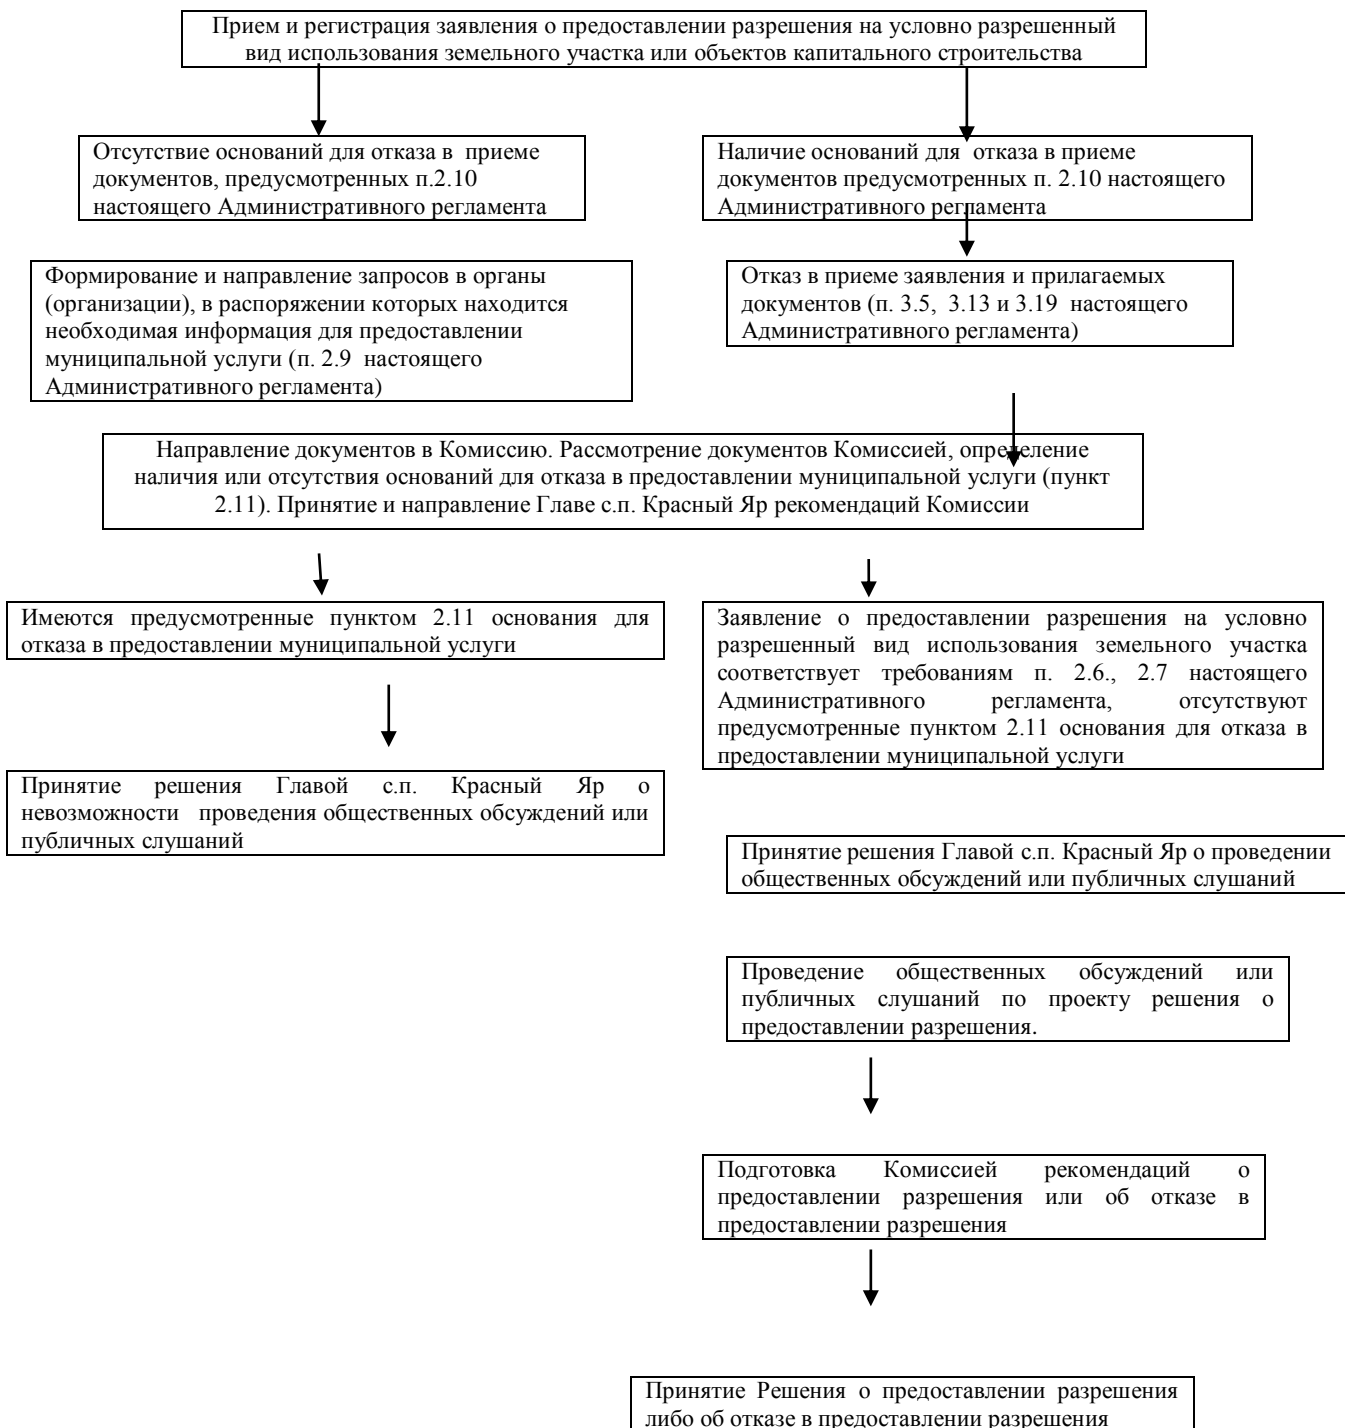 Прием и регистрация заявления о предоставлении разрешения на условно разрешенный
вид использования земельного участка или объектов капитального строительства
Отсутствие оснований для отказа в приеме
документов, предусмотренных п.2.10
настоящего Административного регламента
Наличие оснований для отказа в приеме
документов предусмотренных п. 2.10 настоящего
Административного регламента
Формирование и направление запросов в органы
(организации), в распоряжении которых находится
необходимая информация для предоставлении
муниципальной услуги (п. 2.9 настоящего
Административного регламента)
Отказ в приеме заявления и прилагаемых
документов (п. 3.5, 3.13 и 3.19 настоящего
Административного регламента)
Направление документов в Комиссию. Рассмотрение документов Комиссией, определение
наличия или отсутствия оснований для отказа в предоставлении муниципальной услуги (пункт
2.11). Принятие и направление Главе с.п. Красный Яр рекомендаций Комиссии
Имеются предусмотренные пунктом 2.11 основания для
отказа в предоставлении муниципальной услуги
Заявление о предоставлении разрешения на условно
разрешенный вид использования земельного участка
соответствует требованиям п. 2.6., 2.7 настоящего
Административного регламента, отсутствуют
предусмотренные пунктом 2.11 основания для отказа в
предоставлении муниципальной услуги
Принятие решения Главой с.п. Красный Яр о
невозможности проведения общественных обсуждений или
публичных слушаний
Принятие решения Главой с.п. Красный Яр о проведении
общественных обсуждений или публичных слушаний
Проведение общественных обсуждений или
публичных слушаний по проекту решения о
предоставлении разрешения.
Подготовка Комиссией рекомендаций о
предоставлении разрешения или об отказе в
предоставлении разрешения
Принятие Решения о предоставлении разрешения
либо об отказе в предоставлении разрешения